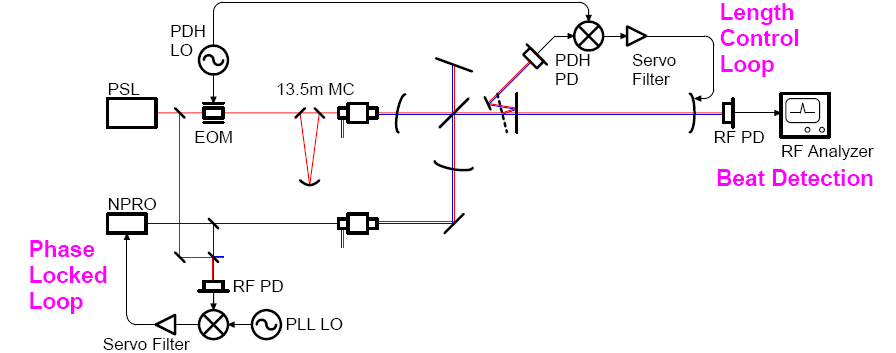 Length
Control
Loop
PDH
LO
PDH
PD
Servo
Filter
PSL
13.5m MC
EOM
RF PD
RF Analyzer
Beat Detection
NPRO
Phase
Locked
Loop
RF PD
PLL LO
Servo Filter